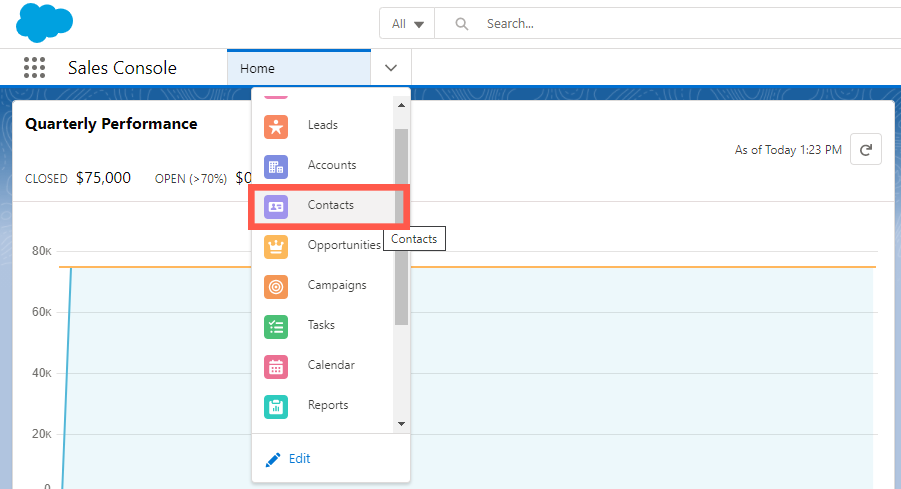 All
Search...
Sales Console
Home
Quarterly Performance
As of Today 1:23 PM
CLOSED $75,000 OPEN (>70%) $0
Leads
Accounts
Contacts
Contacts
Opportunities
Campaigns
Tasks
Calendar
Reports
Edit
80K
60K
40K
20K
0